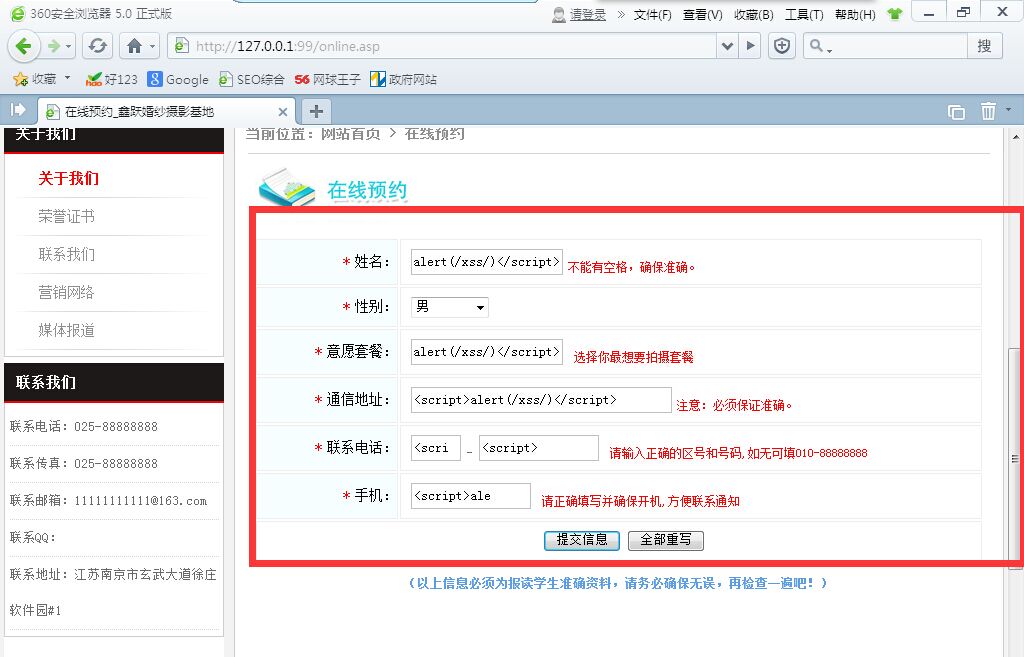 360安全浏览器 5.0 正式版
请登录 » 文件(F) 查看(V) 收藏(B) 工具(T) 帮助(H)
http://127.0.0.1:99/online.asp 搜
收藏 好123 Google SEO综合 56 网球王子 政府网站
在线预约_鑫跃婚纱摄影基地
关于我们
关于我们
荣誉证书
联系我们
营销网络
媒体报道
联系我们
联系电话：025-88888888
联系传真：025-88888888
联系邮箱：11111111111@163.com
联系QQ：
联系地址：江苏南京市玄武大道徐庄
软件园#1
当前位置：网站首页 > 在线预约
在线预约
* 姓名： alert(/xss/)</script> 不能有空格，确保准确。
* 性别： 男
* 意愿套餐： alert(/xss/)</script> 选择你最想要拍摄套餐
* 通信地址： <script>alert(/xss/)</script> 注意：必须保证准确。
* 联系电话： <scri - <script> 请输入正确的区号和号码,如无可填010-88888888
* 手机： <script>ale 请正确填写并确保开机,方便联系通知
提交信息 全部重写
（以上信息必须为报读学生准确资料，请务必确保无误，再检查一遍吧！）